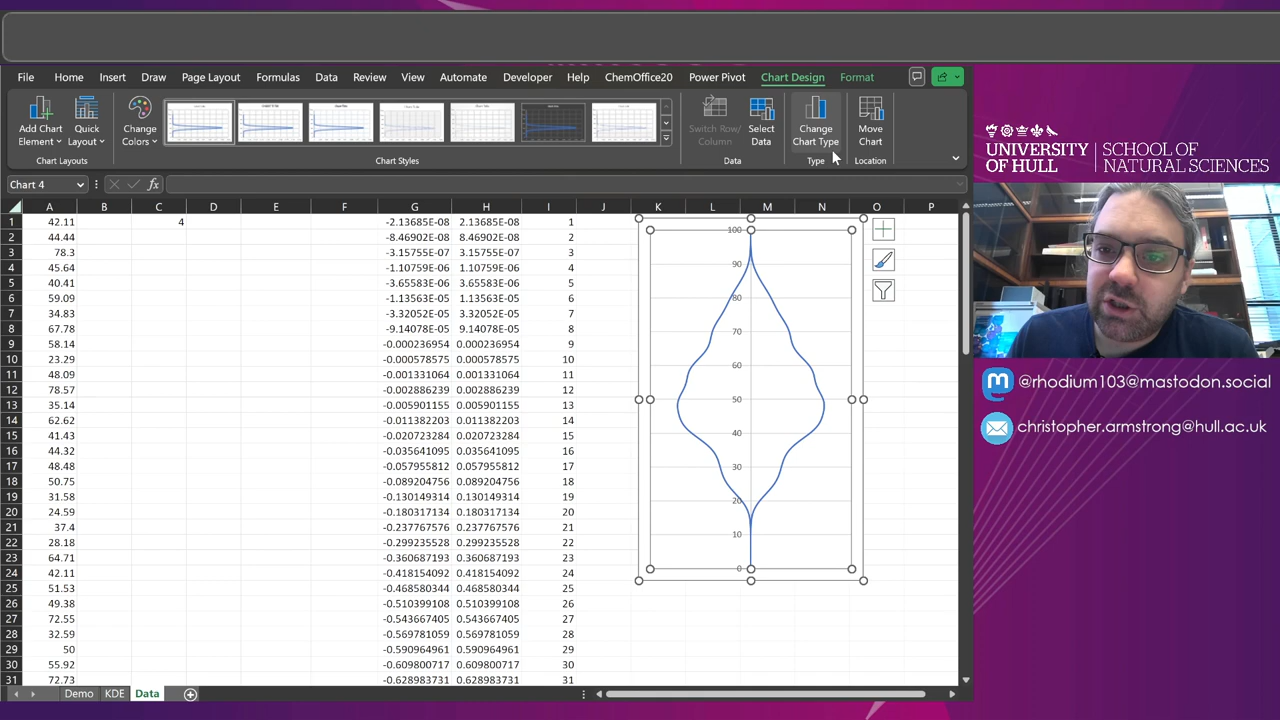 File Home Insert Draw Page Layout Formulas Data Review View Automate Developer Help ChemOffice20 Power Pivot Chart Design Format
Add Chart Element
Quick Layout
Change Colors
Switch Row/ Column
Select Data
Change Chart Type
Move Chart
Chart Layouts Chart Styles Data Type Location
Chart 4 fx
A B C D E F G H I J K L M N O P
1 42.11 4 -2.13685E-08 2.13685E-08 1
2 44.44 -8.46902E-08 8.46902E-08 2
3 78.3 -3.15755E-07 3.15755E-07 3
4 45.64 -1.10759E-06 1.10759E-06 4
5 40.41 -3.65583E-06 3.65583E-06 5
6 59.09 -1.13563E-05 1.13563E-05 6
7 34.83 -3.32052E-05 3.32052E-05 7
8 67.78 -9.14078E-05 9.14078E-05 8
9 58.14 -0.000236954 0.000236954 9
10 23.29 -0.000578575 0.000578575 10
11 48.09 -0.001331064 0.001331064 11
12 78.57 -0.002886239 0.002886239 12
13 35.14 -0.005901155 0.005901155 13
14 62.62 -0.011382203 0.011382203 14
15 41.43 -0.020723284 0.020723284 15
16 44.32 -0.035641095 0.035641095 16
17 48.48 -0.057955812 0.057955812 17
18 50.75 -0.089204656 0.089204656 18
19 31.58 -0.130149314 0.130149314 19
20 24.59 -0.180317134 0.180317134 20
21 37.4 -0.237767576 0.237767576 21
22 28.18 -0.299235528 0.299235528 22
23 64.71 -0.360687193 0.360687193 23
24 42.11 -0.418154092 0.418154092 24
25 51.53 -0.468580344 0.468580344 25
26 49.38 -0.510399108 0.510399108 26
27 72.55 -0.543667405 0.543667405 27
28 32.59 -0.569781059 0.569781059 28
29 50 -0.590964961 0.590964961 29
30 55.92 -0.609800717 0.609800717 30
31 72.73 -0.628983731 0.628983731 31
100
90
80
70
60
50
40
30
20
10
0
Demo KDE Data
UNIVERSITY OF HULL
SCHOOL OF NATURAL SCIENCES
@rhodium103@mastodon.social
christopher.armstrong@hull.ac.uk